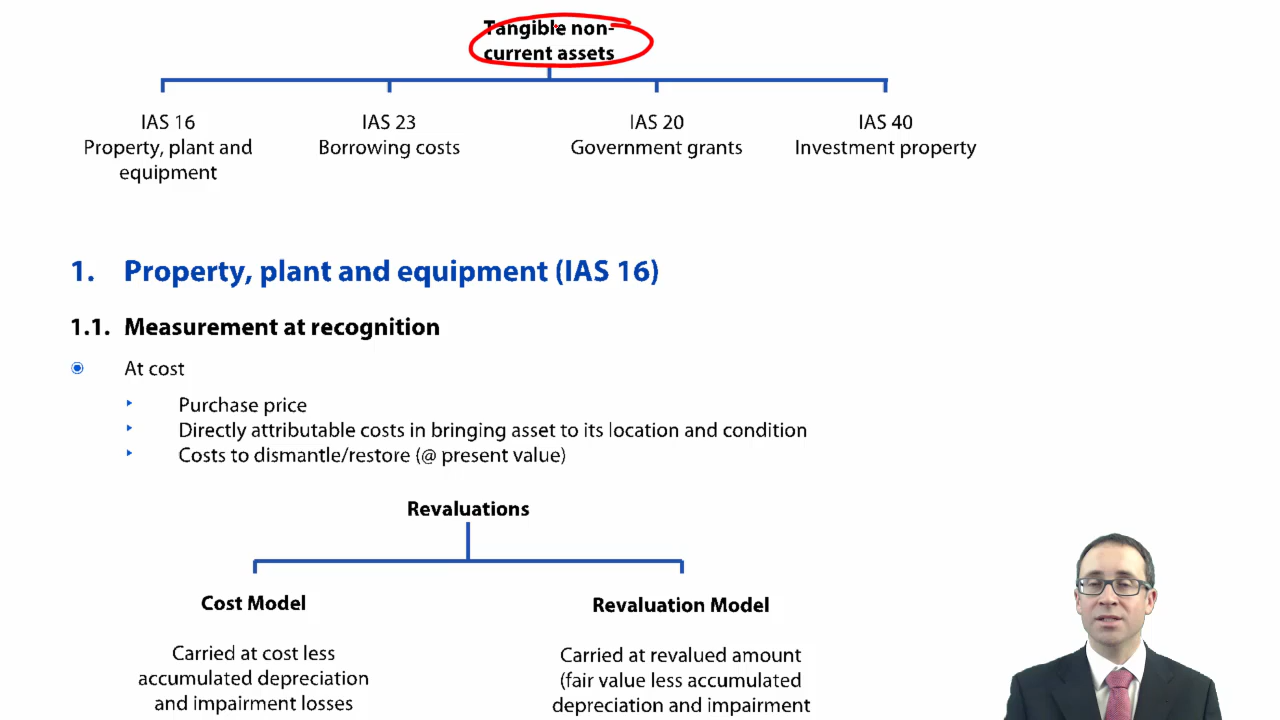 Tangible non-
current assets
IAS 16
Property, plant and
equipment
IAS 23
Borrowing costs
IAS 20
Government grants
IAS 40
Investment property
1. Property, plant and equipment (IAS 16)
1.1. Measurement at recognition
At cost
Purchase price
Directly attributable costs in bringing asset to its location and condition
Costs to dismantle/restore (@ present value)
Revaluations
Cost Model
Carried at cost less
accumulated depreciation
and impairment losses
Revaluation Model
Carried at revalued amount
(fair value less accumulated
depreciation and impairment